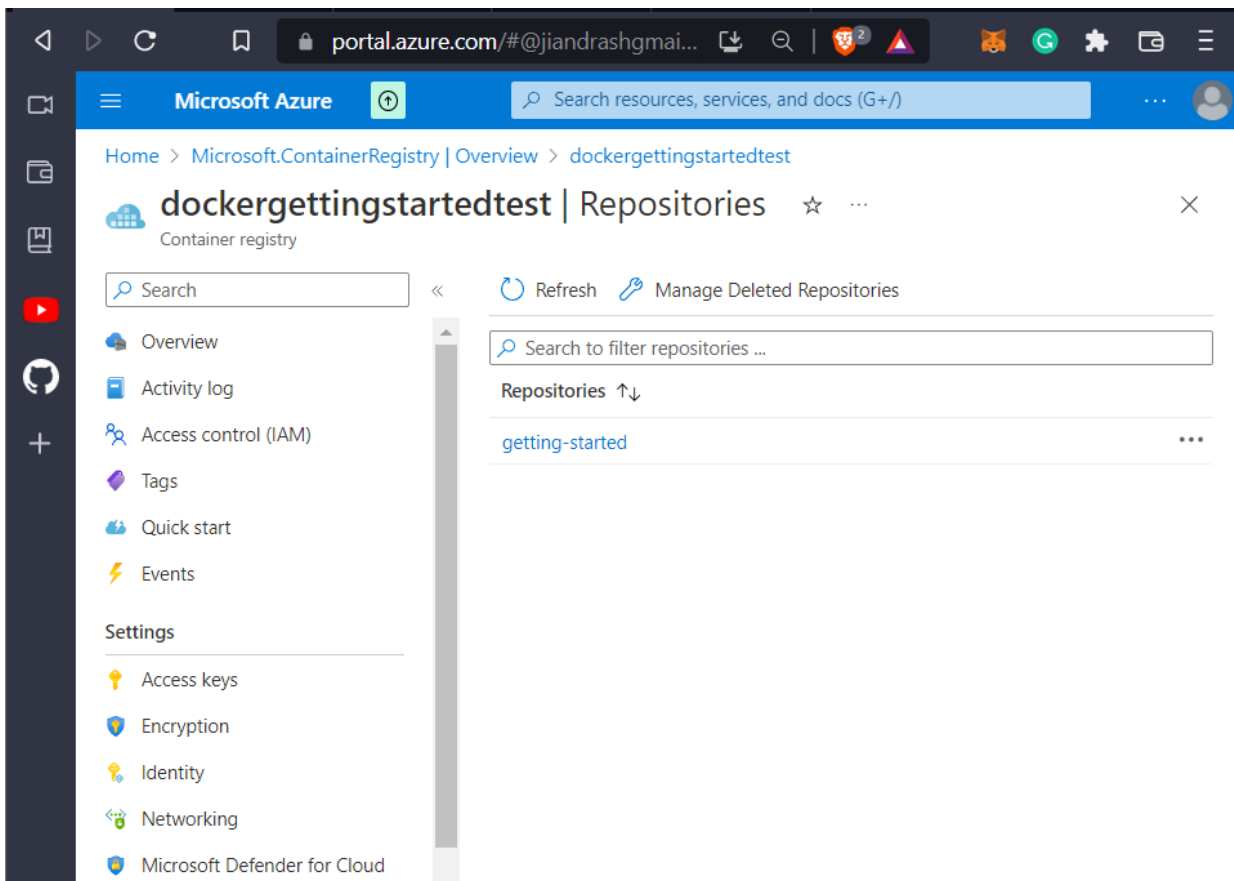 portal.azure.com/#@jiandrashgmai...
2
G
Microsoft Azure
Search resources, services, and docs (G+/)
...
Home > Microsoft.ContainerRegistry | Overview > dockergettingstartedtest
dockergettingstartedtest | Repositories
...
Container registry
Search
«
Refresh
Manage Deleted Repositories
Overview
Search to filter repositories ...
Activity log
Repositories ↑↓
Access control (IAM)
getting-started
...
Tags
Quick start
Events
Settings
Access keys
Encryption
Identity
Networking
Microsoft Defender for Cloud